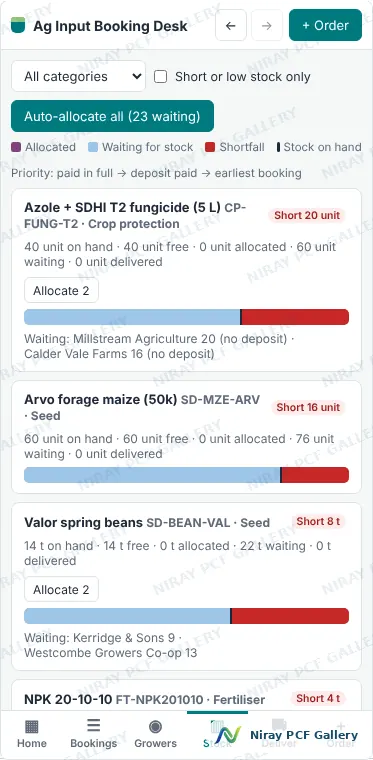 Ag Input Booking Desk
←
→
+ Order
All categories
Short or low stock only
Auto-allocate all (23 waiting)
Allocated
Waiting for stock
Shortfall
Stock on hand
Priority: paid in full → deposit paid → earliest booking
Azole + SDHI T2 fungicide (5 L) CP-
FUNG-T2 · Crop protection
Short 20 unit
40 unit on hand · 40 unit free · 0 unit allocated · 60 unit
waiting · 0 unit delivered
Allocate 2
Waiting: Millstream Agriculture 20 (no deposit) ·
Calder Vale Farms 16 (no deposit)
Arvo forage maize (50k) SD-MZE-ARV
· Seed
Short 16 unit
60 unit on hand · 60 unit free · 0 unit allocated · 76 unit
waiting · 0 unit delivered
Valor spring beans SD-BEAN-VAL · Seed
Short 8 t
14 t on hand · 14 t free · 0 t allocated · 22 t waiting · 0 t
delivered
Allocate 2
Waiting: Kerridge & Sons 9 ·
Westcombe Growers Co-op 13
NPK 20-10-10 FT-NPK201010 · Fertiliser
Short 4 t
Home
Bookings
Growers
Stock
Deliver
Order
Niray PCF Gallery
NIRAY PCF GALLERY